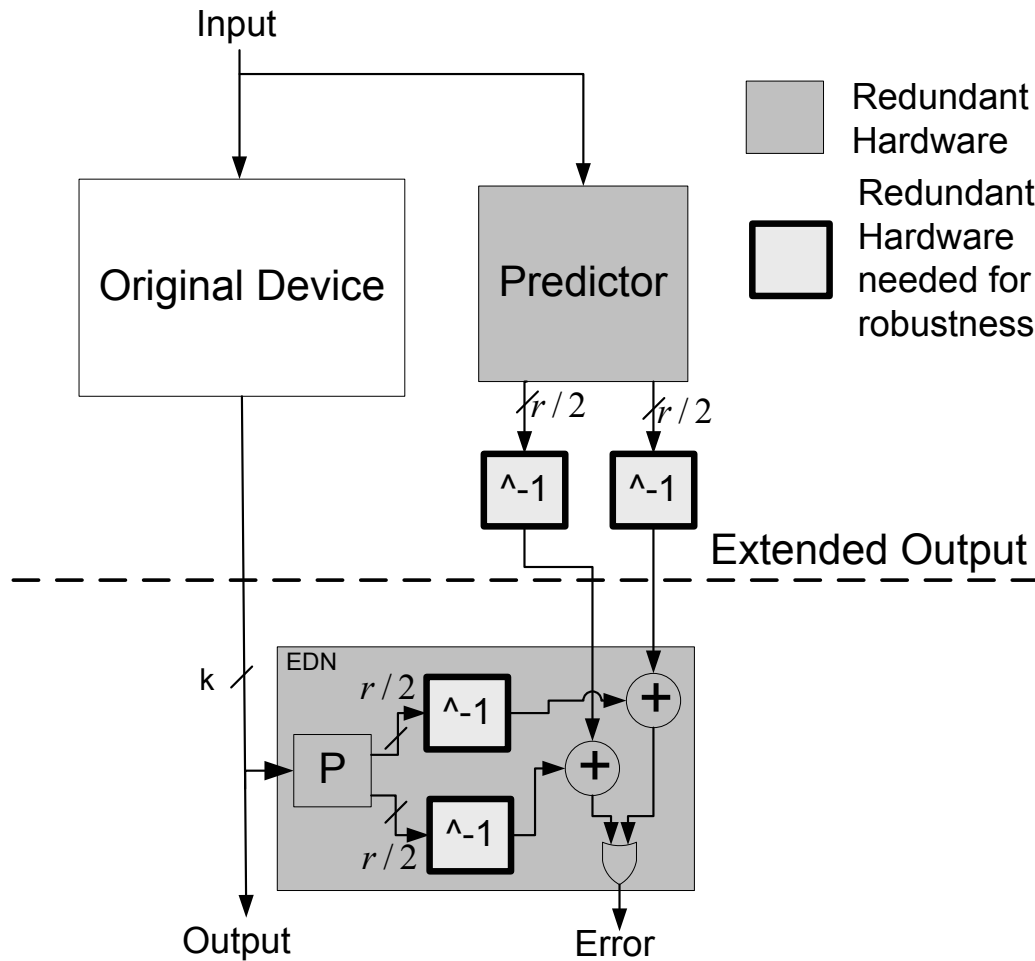 Input
Redundant
Hardware
Redundant
Hardware
needed for
robustness
Original Device
Predictor
r / 2
r / 2
^-1
^-1
Extended Output
EDN
k
r / 2
^-1
+
P
+
^-1
r / 2
Output
Error